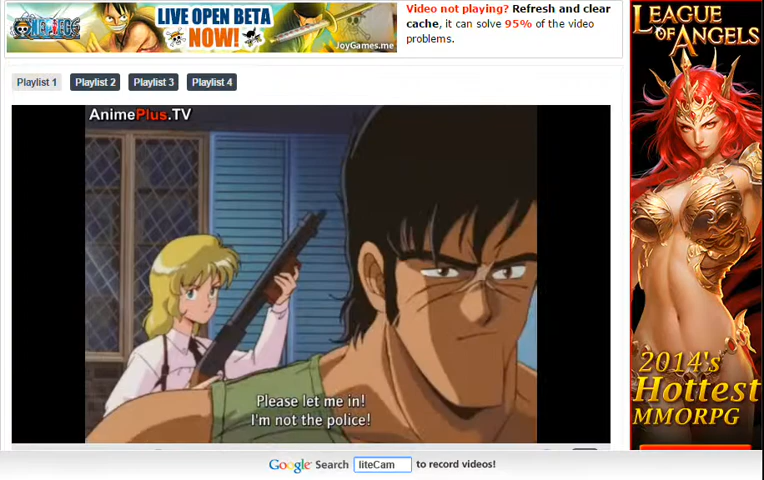 ONE PIECE
LIVE OPEN BETA
NOW!
JoyGames.me
Video not playing? Refresh and clear
cache, it can solve 95% of the video
problems.
LEAGUE
OF ANGELS
Playlist 1 Playlist 2 Playlist 3 Playlist 4
AnimePlus.TV
Please let me in!
I'm not the police!
2014's
Hottest
MMORPG
Google Search liteCam to record videos!